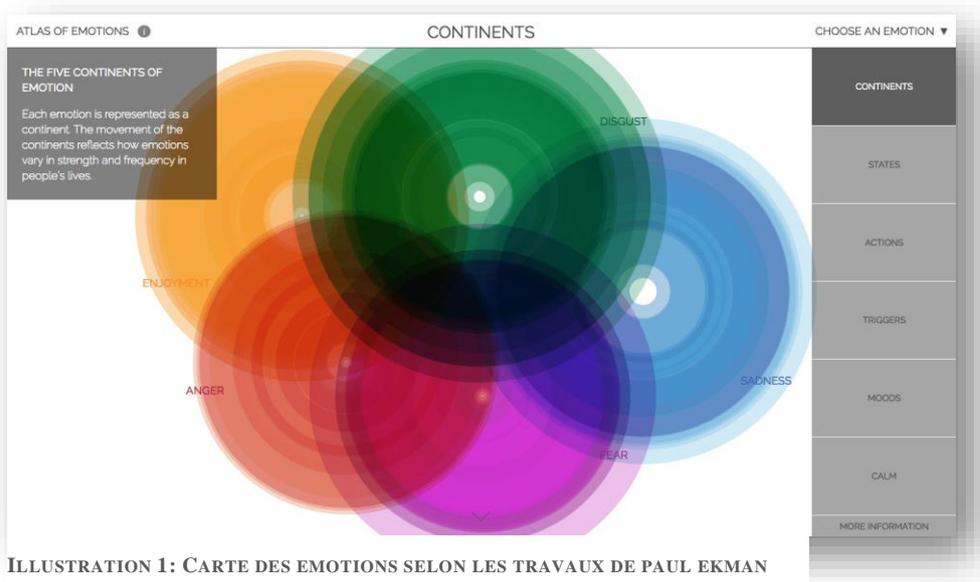 ATLAS OF EMOTIONS i
CONTINENTS
CHOOSE AN EMOTION ▼
THE FIVE CONTINENTS OF
EMOTION
Each emotion is represented as a
continent. The movement of the
continents reflects how emotions
vary in strength and frequency in
people's lives.
DISGUST
ENJOYMENT
ANGER
SADNESS
FEAR
CONTINENTS
STATES
ACTIONS
TRIGGERS
MOODS
CALM
MORE INFORMATION
ILLUSTRATION 1: CARTE DES EMOTIONS SELON LES TRAVAUX DE PAUL EKMAN